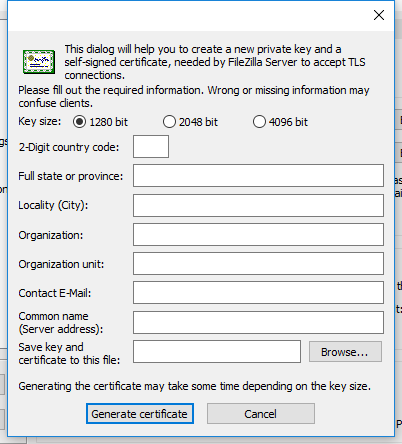 This dialog will help you to create a new private key and a
self-signed certificate, needed by FileZilla Server to accept TLS
connections.
Please fill out the required information. Wrong or missing information may
confuse clients.
Key size: 1280 bit 2048 bit 4096 bit
2-Digit country code:
Full state or province:
Locality (City):
Organization:
Organization unit:
Contact E-Mail:
Common name
(Server address):
Save key and
certificate to this file: Browse...
Generating the certificate may take some time depending on the key size.
Generate certificate Cancel